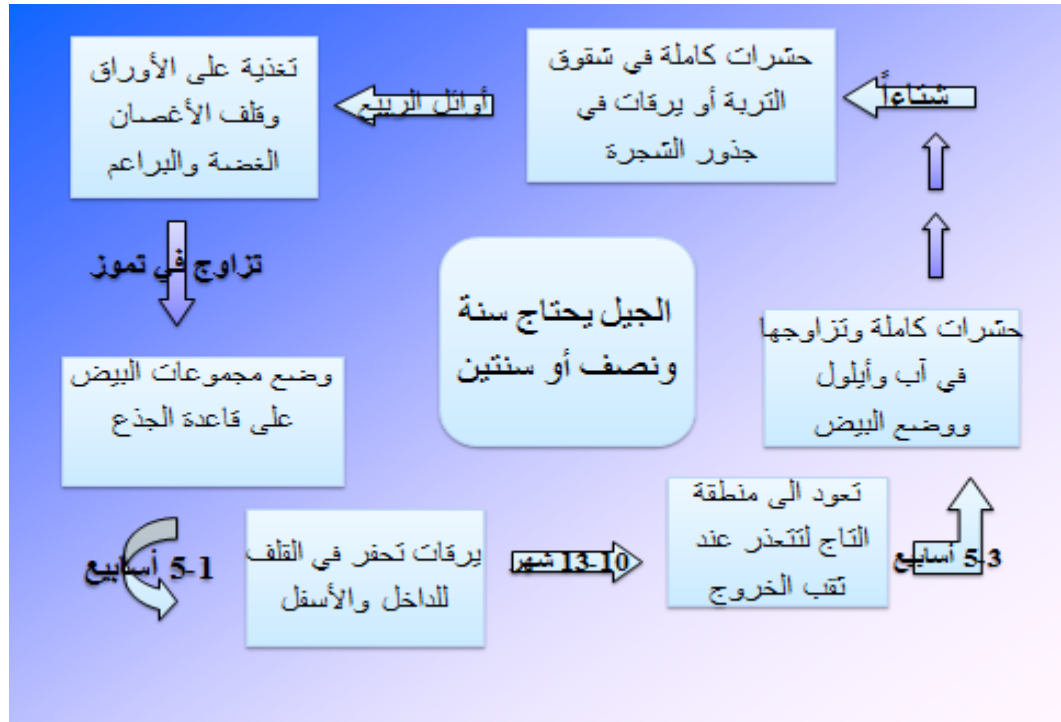 حشرات كاملة في شقوق
التربة أو يرقات في
جذور الشجرة
أوائل الربيع
تغذية على الأوراق
وقلف الأغصان
الغضة والبراعم
تزاوج في تموز
وضع مجموعات البيض
على قاعدة الجذع
1-5 أسابيع
يرقات تحفر في القلف
للداخل والأسفل
10-13 شهر
تعود الى منطقة
التاج لتتعذر عند
ثقب الخروج
3-5 أسابيع
حشرات كاملة وتزاوجها
في آب وأيلول
ووضع البيض
شتاءاً
الجيل يحتاج سنة
ونصف أو سنتين